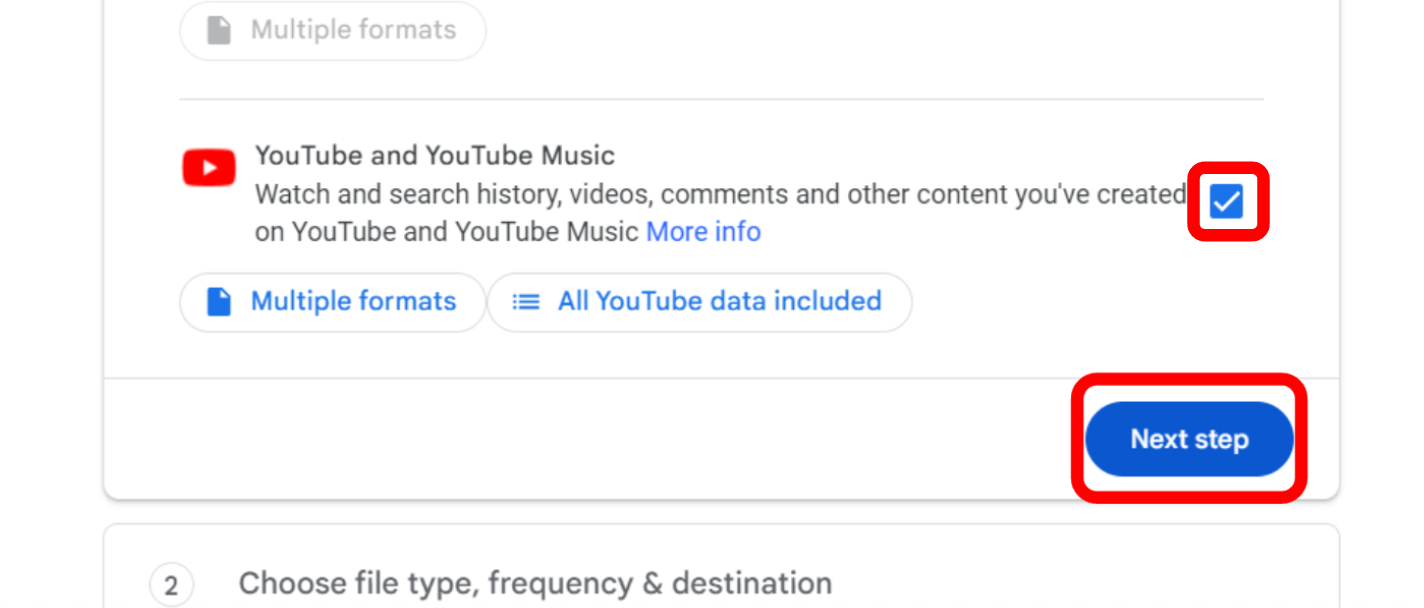 Multiple formats
YouTube and YouTube Music
Watch and search history, videos, comments and other content you've created
on YouTube and YouTube Music More info
Multiple formats All YouTube data included
Next step
2 Choose file type, frequency & destination